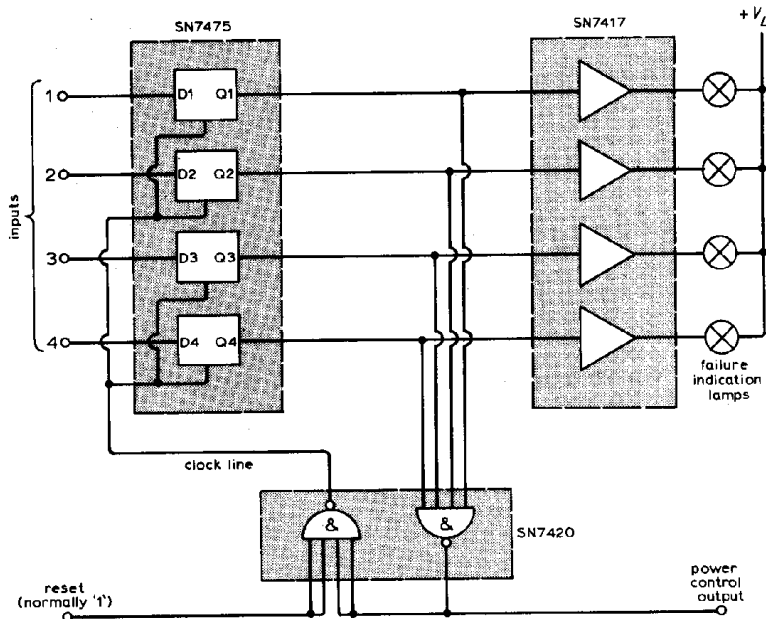 SN7475
SN7417
+V_L
inputs
1
D1 Q1
2
D2 Q2
3
D3 Q3
4
D4 Q4
failure
indication
lamps
clock line
&
&
SN7420
reset
(normally '1')
power
control
output